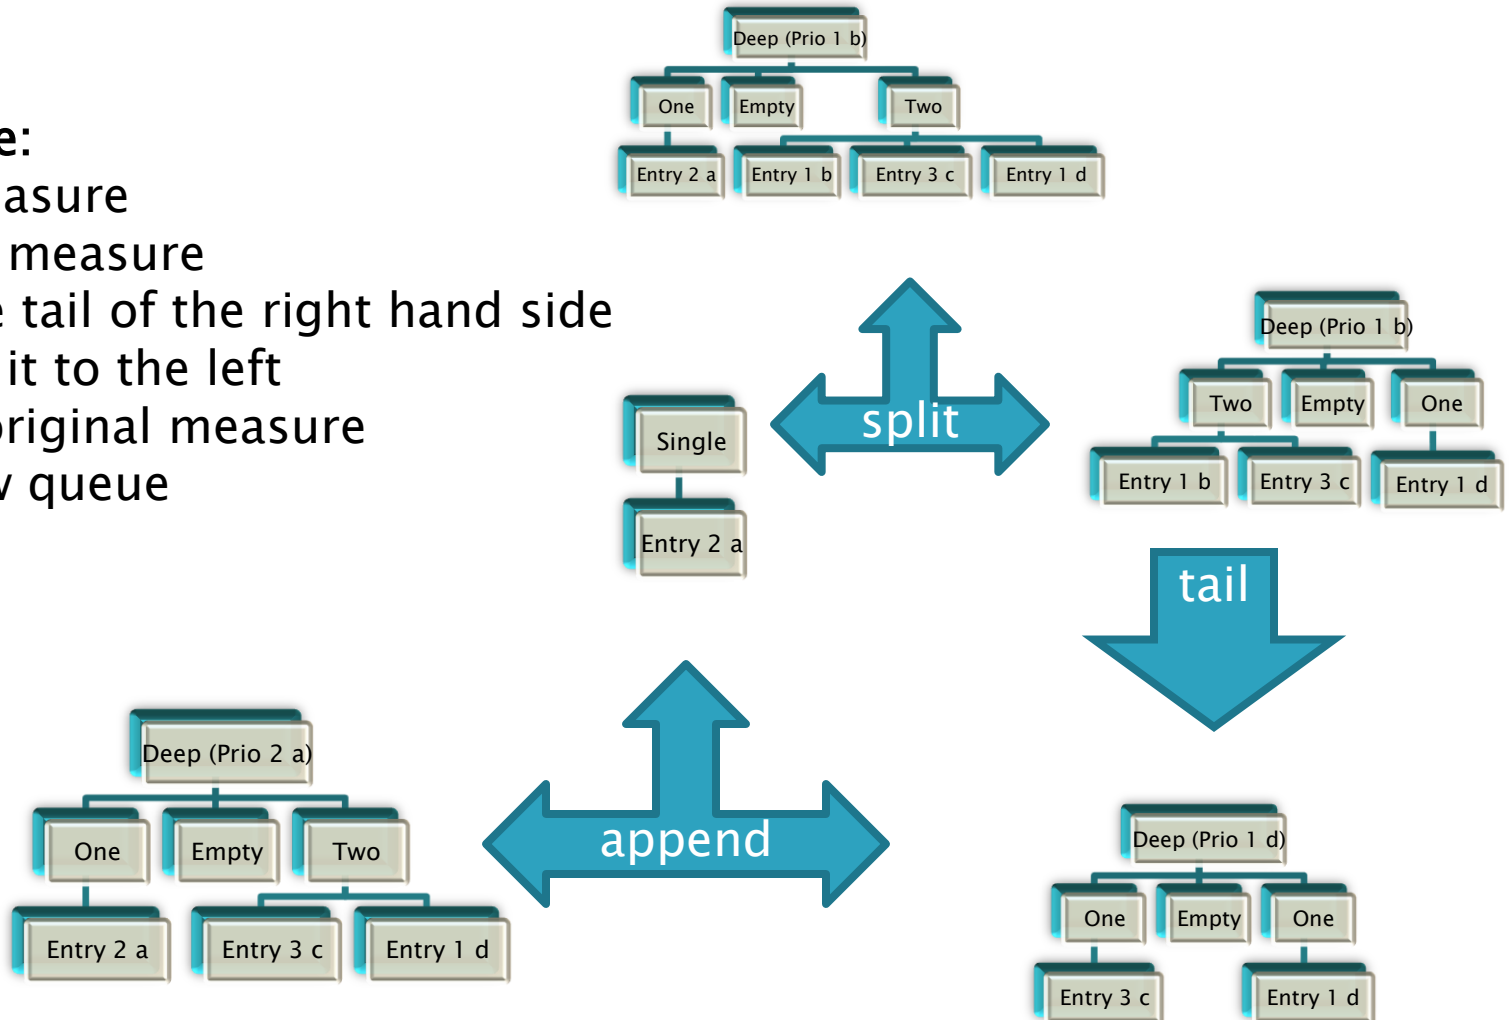 Deep (Prio 1 b)
One Empty Two
Entry 2 a Entry 1 b Entry 3 c Entry 1 d
e:
asure
measure
e tail of the right hand side
it to the left
original measure
w queue
split
Single
Entry 2 a
Deep (Prio 1 b)
Two Empty One
Entry 1 b Entry 3 c Entry 1 d
tail
append
Deep (Prio 2 a)
One Empty Two
Entry 2 a Entry 3 c Entry 1 d
Deep (Prio 1 d)
One Empty One
Entry 3 c Entry 1 d